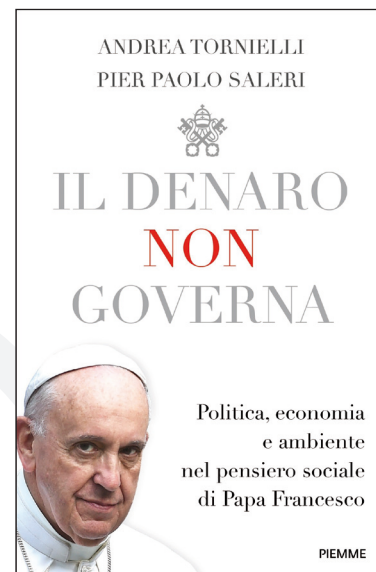 ANDREA TORNIELLI
PIER PAOLO SALERI
IL DENARO
NON
GOVERNA
Politica, economia
e ambiente
nel pensiero sociale
di Papa Francesco
PIEMME